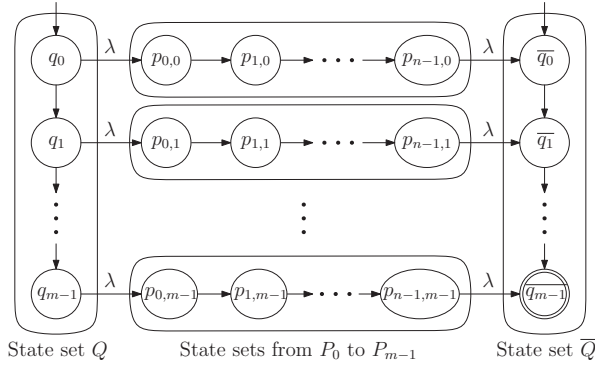 q₀ λ p₀,₀ p₁,₀ ··· pₙ₋₁,₀ λ q̅₀
q₁ λ p₀,₁ p₁,₁ ··· pₙ₋₁,₁ λ q̅₁
qₘ₋₁ λ p₀,ₘ₋₁ p₁,ₘ₋₁ ··· pₙ₋₁,ₘ₋₁ λ q̅ₘ₋₁
State set Q State sets from P₀ to Pₘ₋₁ State set Q̅